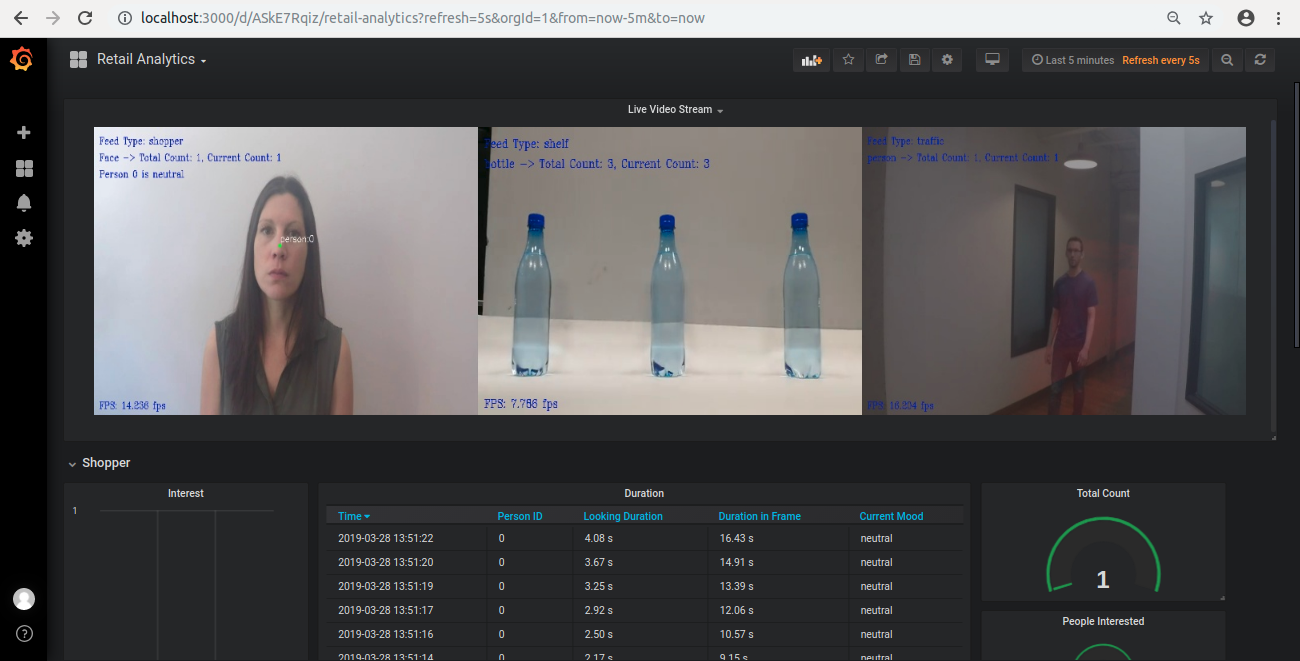 localhost:3000/d/ASkE7Rqiz/retail-analytics?refresh=5s&orgId=1&from=now-5m&to=now
Retail Analytics
Last 5 minutes Refresh every 5s
Live Video Stream
Feed Type: shopper
Face -> Total Count: 1, Current Count: 1
Person 0 is neutral
person:0
FPS: 14.236 fps
Feed Type: shelf
bottle -> Total Count: 3, Current Count: 3
FPS: 7.786 fps
Feed Type: traffic
person -> Total Count: 1, Current Count: 1
FPS: 16.204 fps
Shopper
Interest
1
Duration
Time Person ID Looking Duration Duration in Frame Current Mood
2019-03-28 13:51:22 0 4.08 s 16.43 s neutral
2019-03-28 13:51:20 0 3.67 s 14.91 s neutral
2019-03-28 13:51:19 0 3.25 s 13.39 s neutral
2019-03-28 13:51:17 0 2.92 s 12.06 s neutral
2019-03-28 13:51:16 0 2.50 s 10.57 s neutral
2019-03-28 13:51:14 0 2.17 s 9.15 s neutral
Total Count
1
People Interested